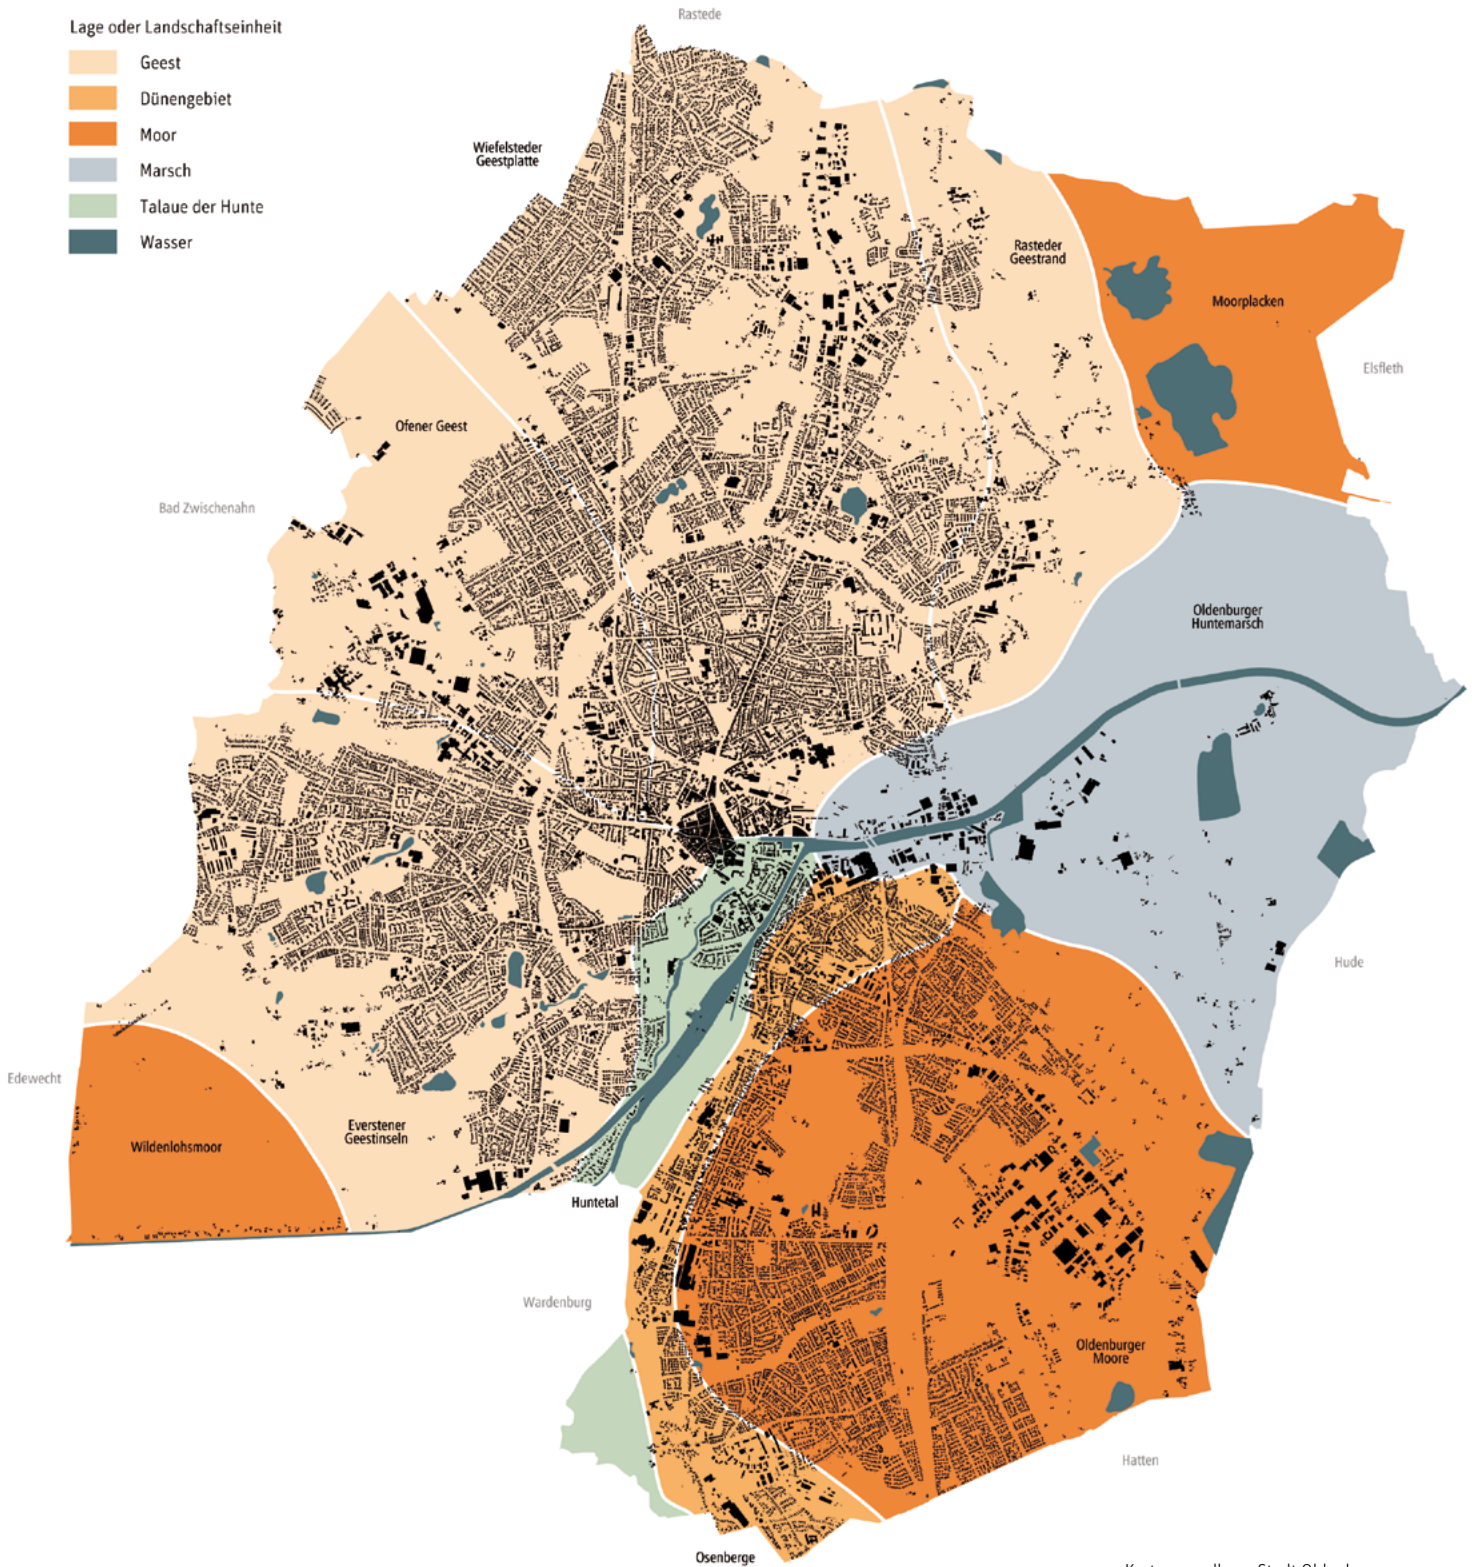 Lage oder Landschaftseinheit
Geest
Dünengebiet
Moor
Marsch
Talaue der Hunte
Wasser
Rastede
Wiefelsteder
Geestplatte
Rasteder
Geestrand
Moorplacken
Elsfleth
Ofener Geest
Bad Zwischenahn
Oldenburger
Huntemarsch
Hude
Edewecht
Everstener
Geestinseln
Wildenlohsmoor
Huntetal
Wardenburg
Oldenburger
Moore
Hatten
Osenberge